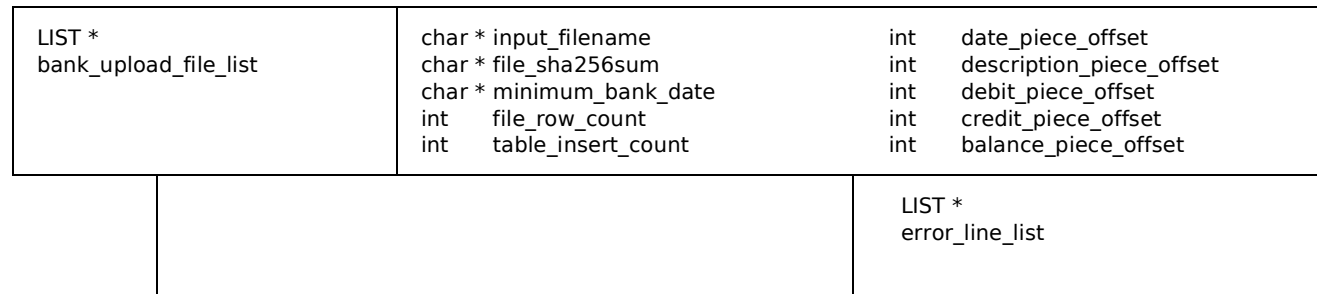 LIST *
bank_upload_file_list
char * input_filename
char * file_sha256sum
char * minimum_bank_date
int file_row_count
int table_insert_count
int date_piece_offset
int description_piece_offset
int debit_piece_offset
int credit_piece_offset
int balance_piece_offset
LIST *
error_line_list